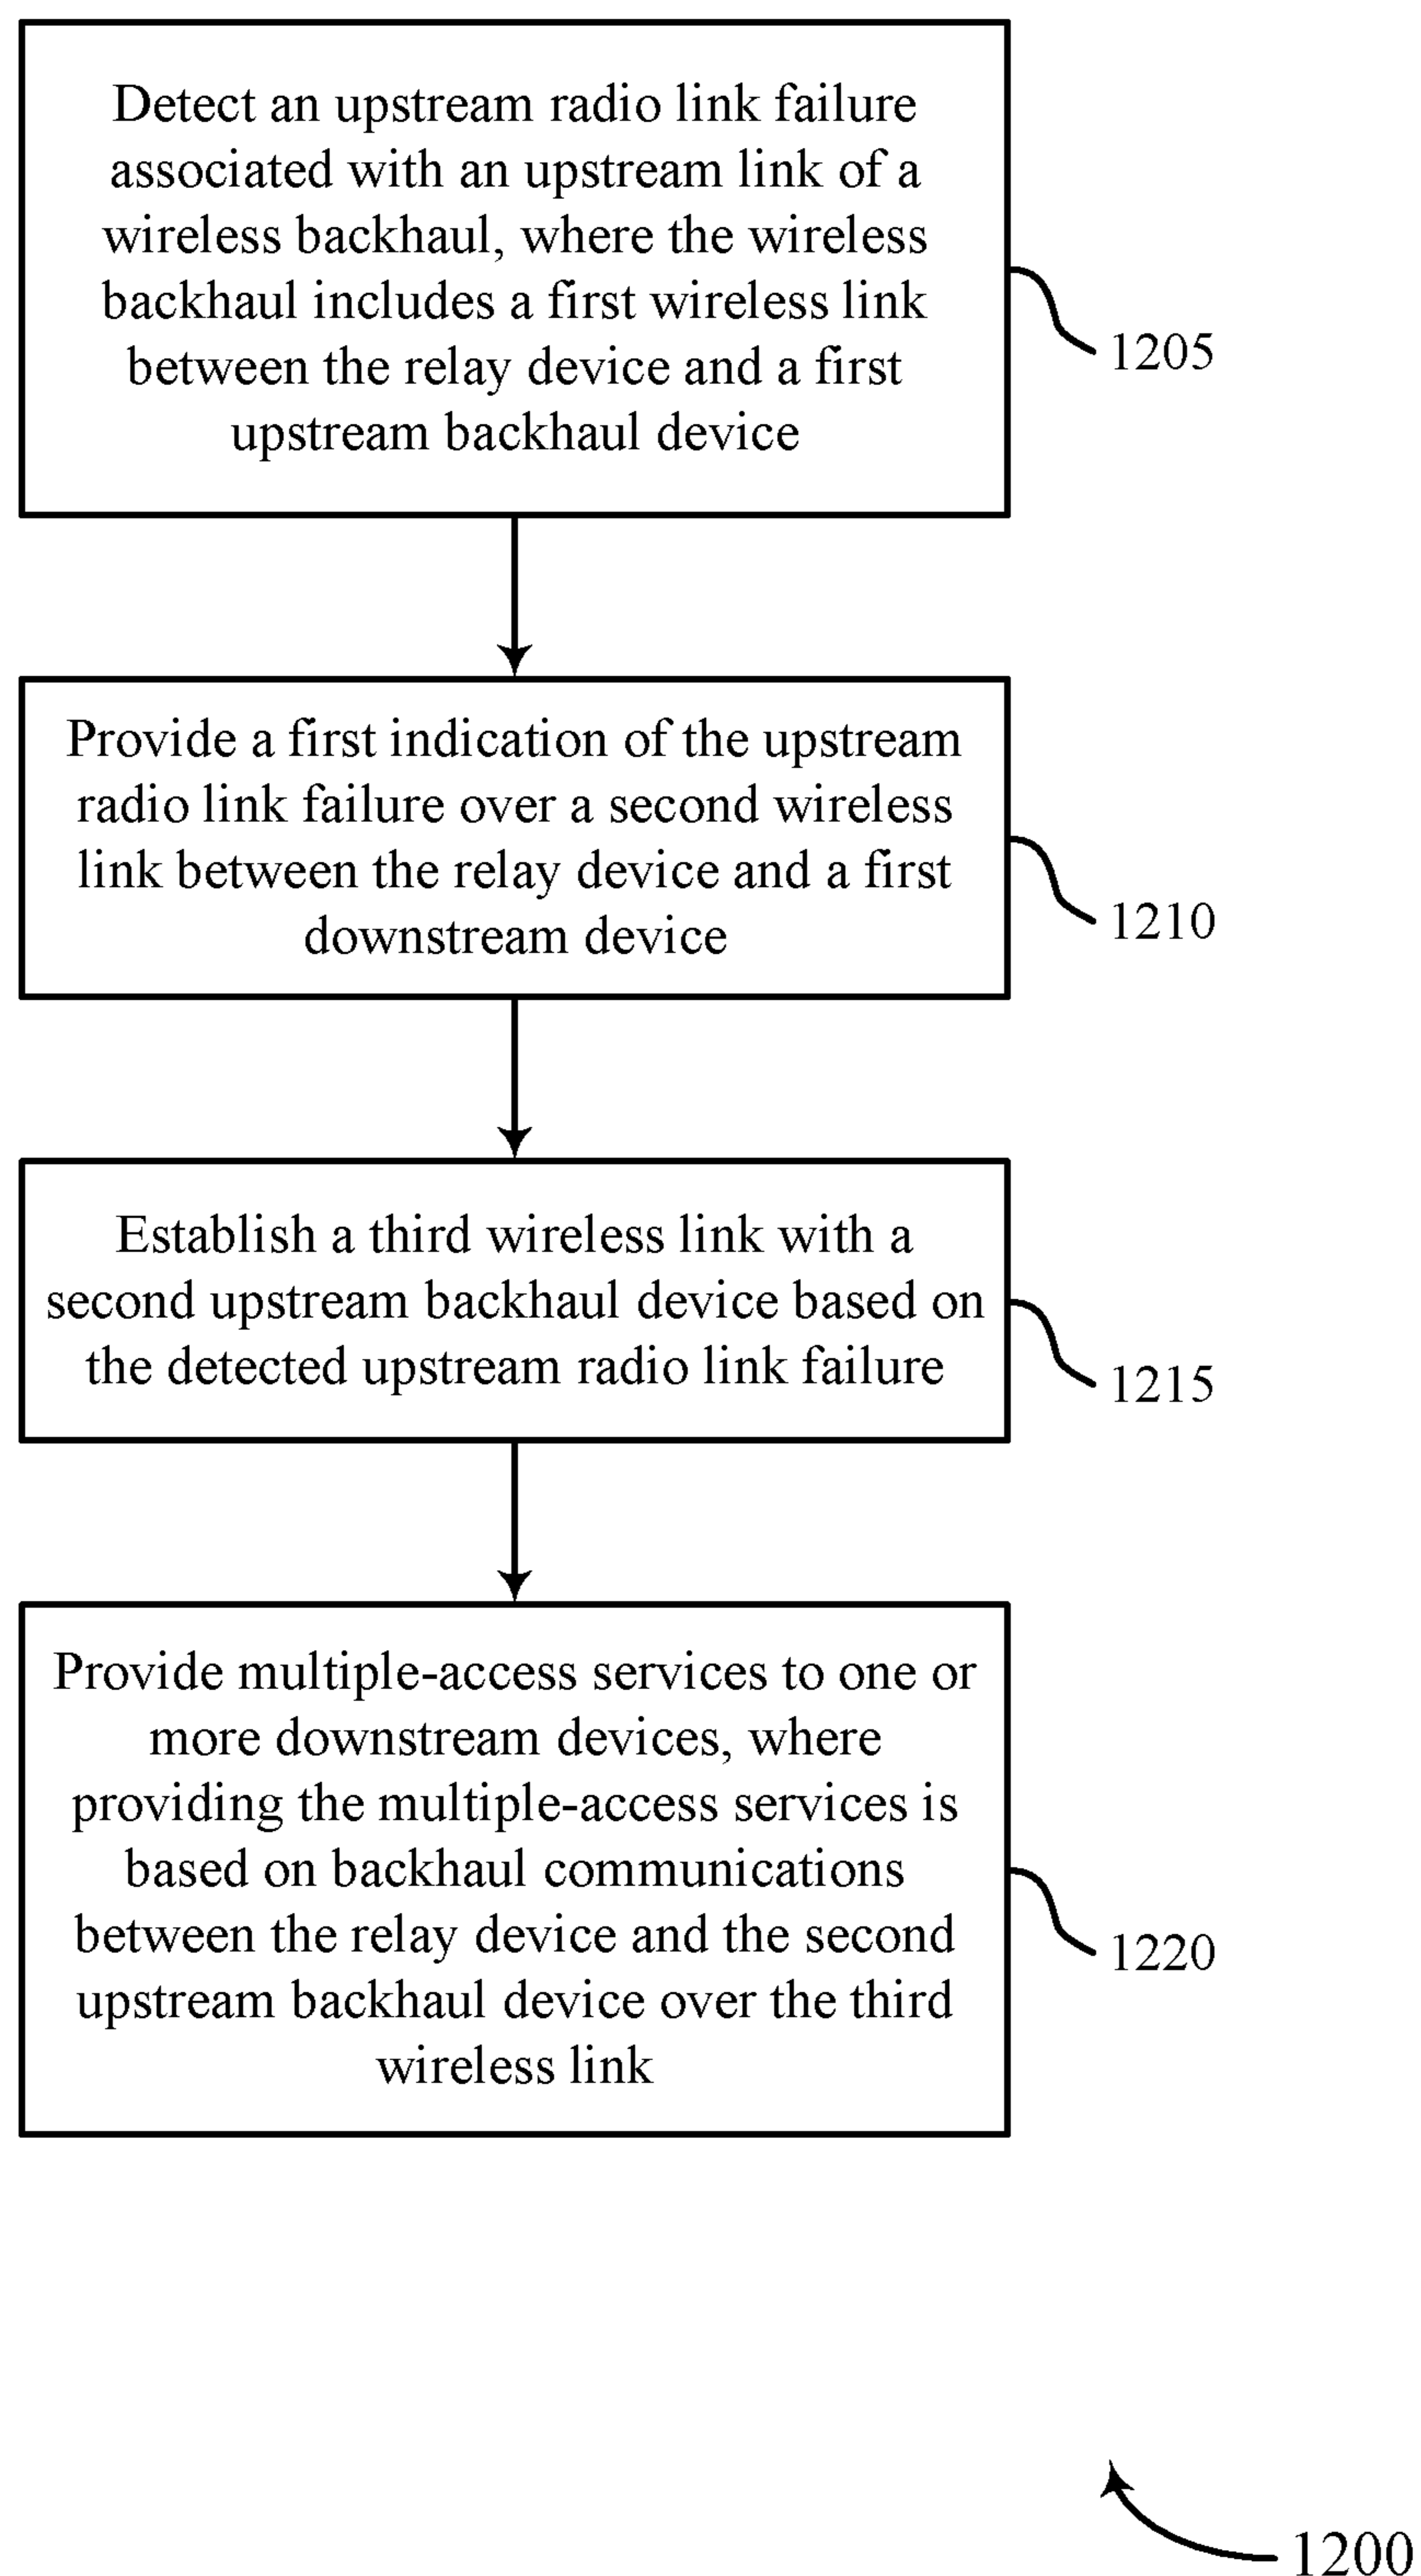 Detect an upstream radio link failure
associated with an upstream link of a
wireless backhaul, where the wireless
backhaul includes a first wireless link
between the relay device and a first
upstream backhaul device
1205
Provide a first indication of the upstream
radio link failure over a second wireless
link between the relay device and a first
downstream device
1210
Establish a third wireless link with a
second upstream backhaul device based on
the detected upstream radio link failure
1215
Provide multiple-access services to one or
more downstream devices, where
providing the multiple-access services is
based on backhaul communications
between the relay device and the second
upstream backhaul device over the third
wireless link
1220
1200